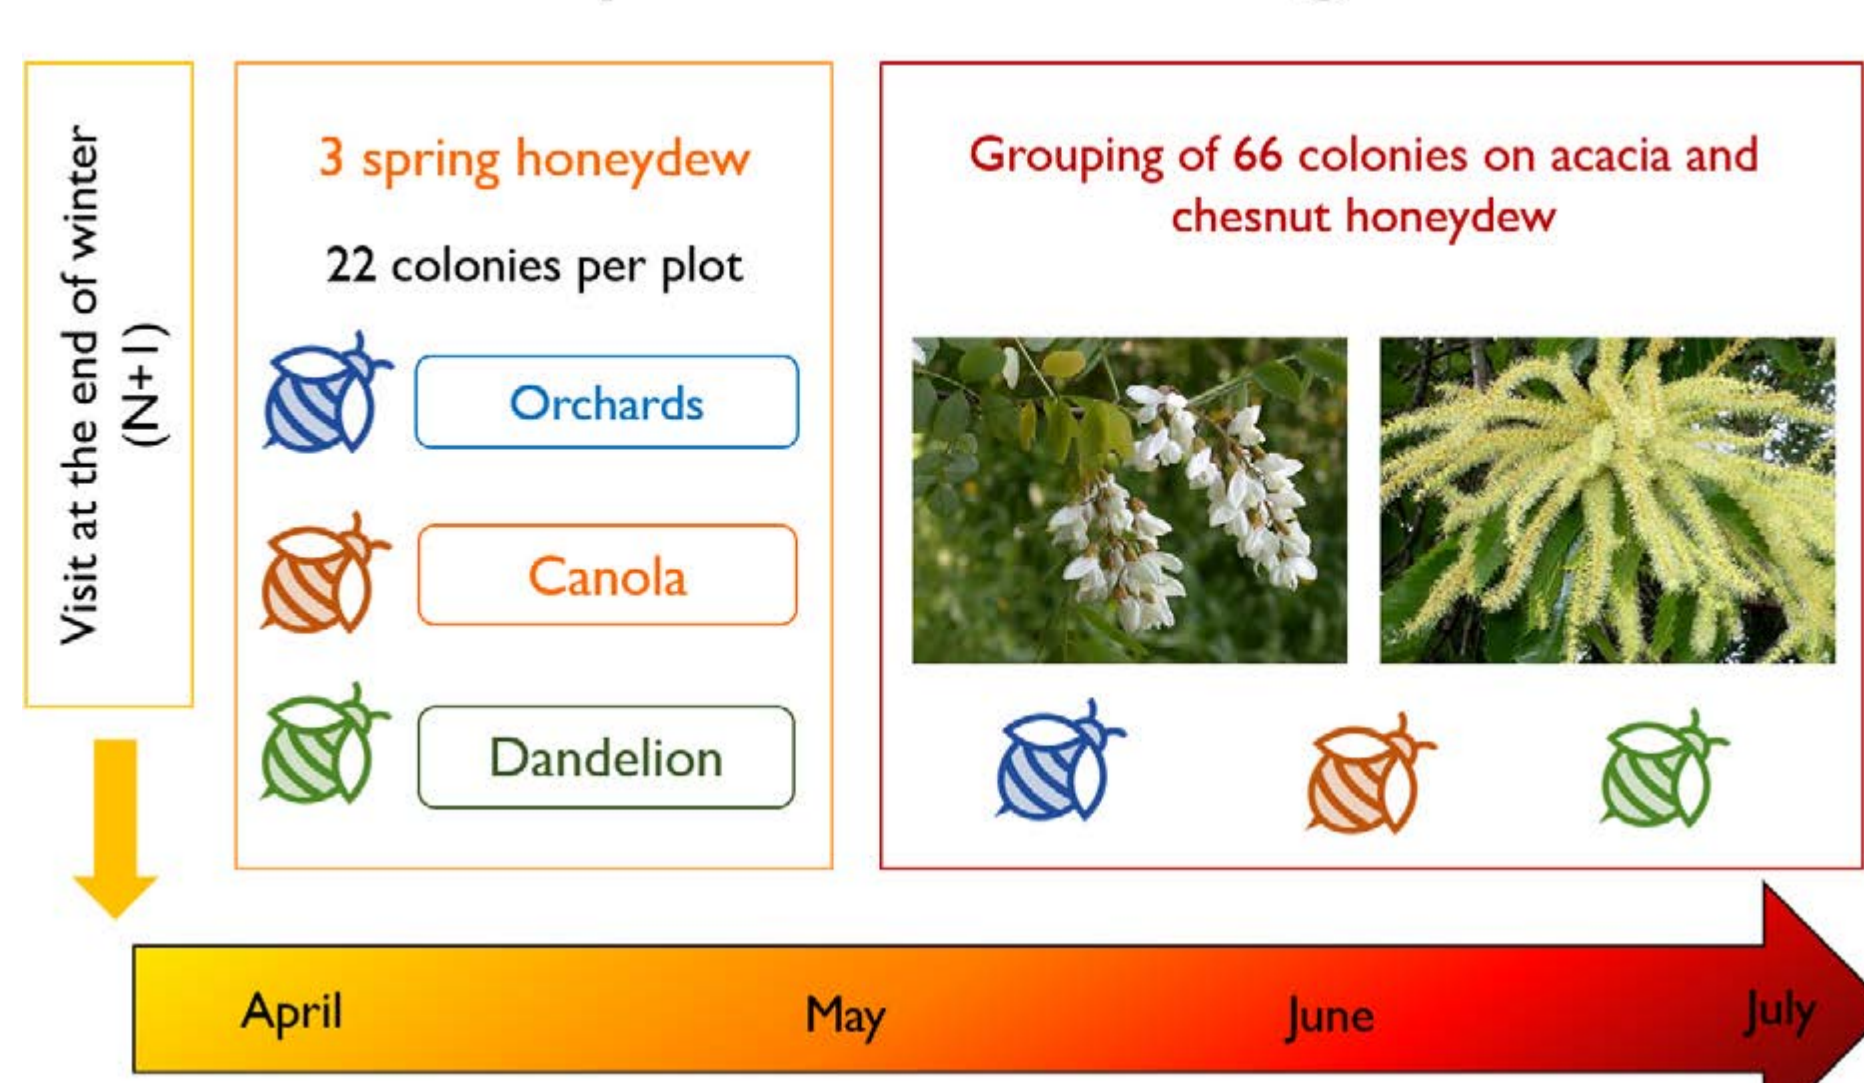 Visit at the end of winter
(N+1)
3 spring honeydew
22 colonies per plot
Orchards
Canola
Dandelion
Grouping of 66 colonies on acacia and
chesnut honeydew
April
May
June
July